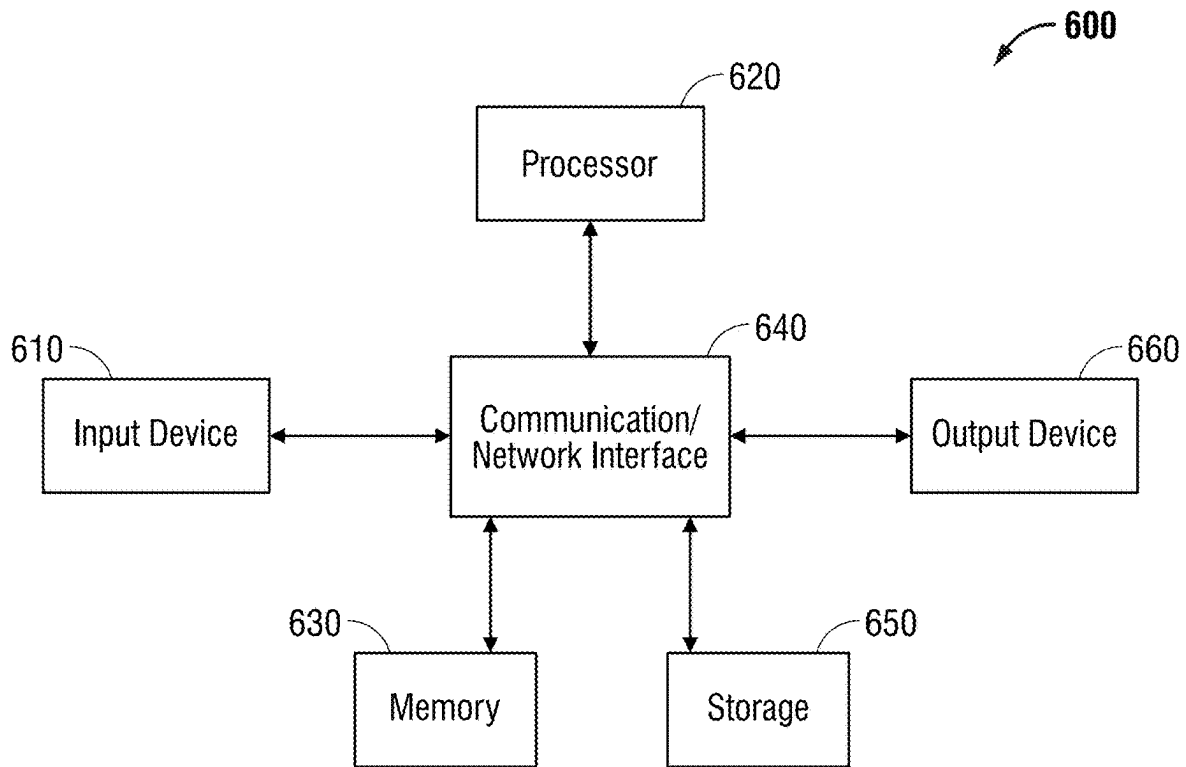 600
620
Processor
610
640
660
Input Device
Communication/
Network Interface
Output Device
630
650
Memory
Storage